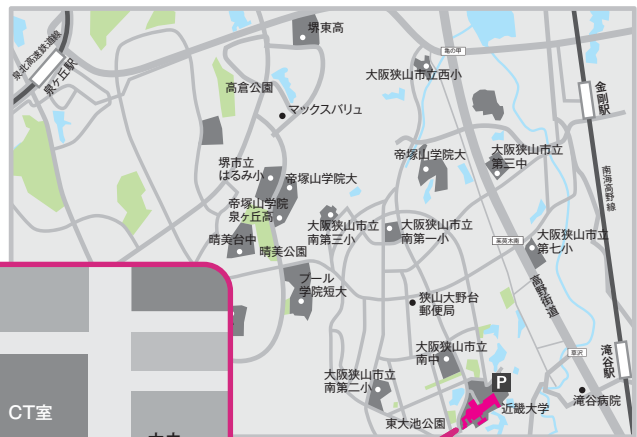 堺東高
泉北高速鉄道線
泉ヶ丘駅
亀の甲
大阪狭山市立西小
高倉公園
マックスバリュ
金剛駅
堺市立
はるみ小
帝塚山学院大
帝塚山学院大
大阪狭山市立
第三中
南海高野線
帝塚山学院
泉ヶ丘高
晴美台中
晴美公園
大阪狭山市立
南第三小
大阪狭山市立
南第一小
大阪狭山市立
第七小
高野街道
プール
学院短大
狭山大野台
郵便局
滝谷駅
大阪狭山市立
南中
大阪狭山市立
南第二小
P
近畿大学
滝谷病院
東大池公園
CT室